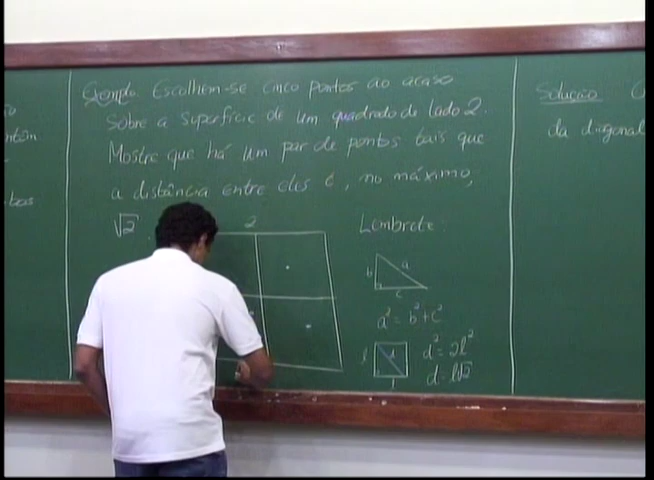 ntém
tos
Exemplo Escolhem-se cinco pontos ao acaso
sobre a superfície de um quadrado de lado 2.
Mostre que há um par de pontos tais que
a distância entre eles é, no máximo,
√2
2
Lembrete:
b a
c
a² = b² + c²
l d
l
d² = 2l²
d = l√2
Solução
da diagonal